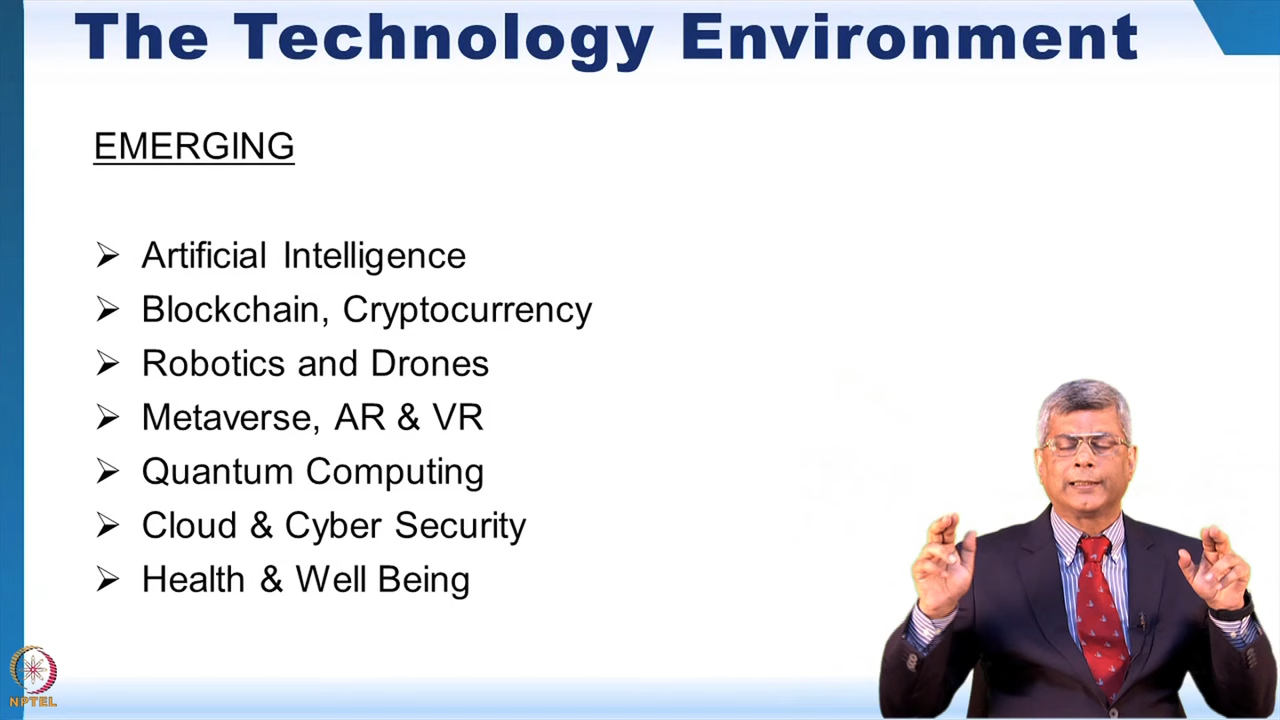 The Technology Environment
EMERGING
➢ Artificial Intelligence
➢ Blockchain, Cryptocurrency
➢ Robotics and Drones
➢ Metaverse, AR & VR
➢ Quantum Computing
➢ Cloud & Cyber Security
➢ Health & Well Being
NPTEL